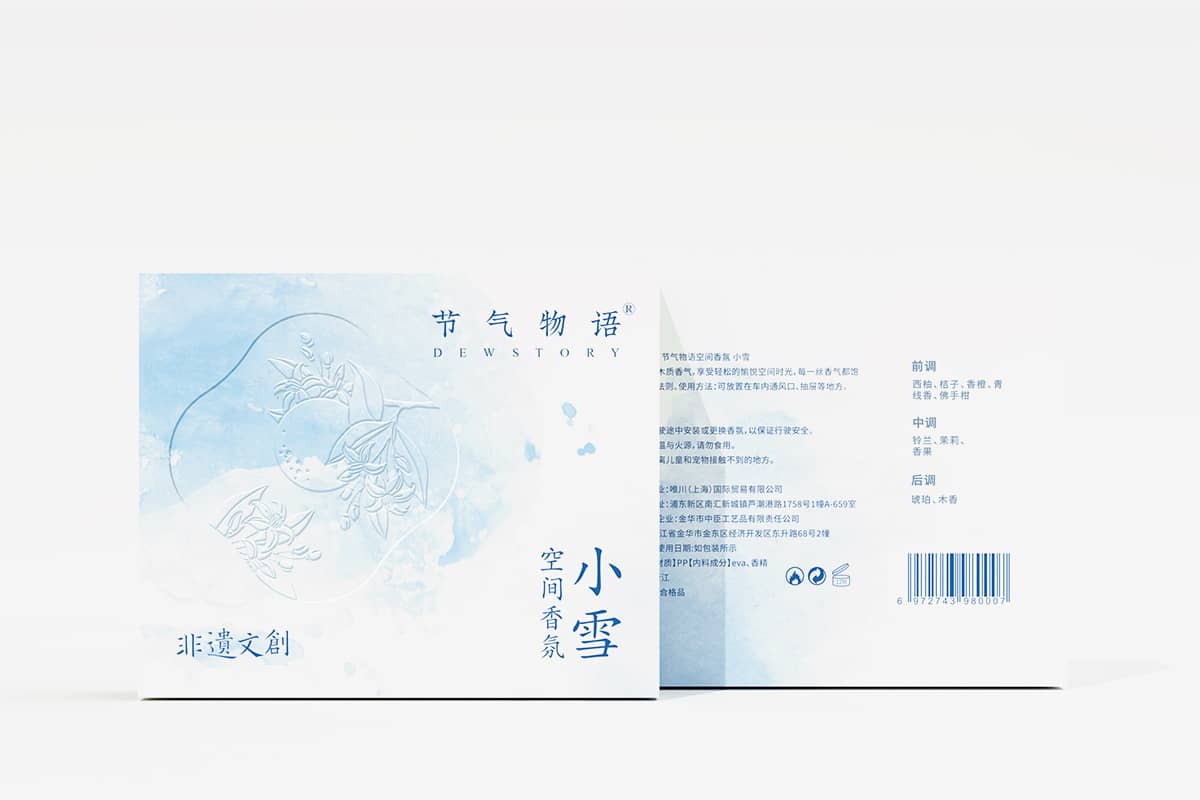 节气物语®
DEWSTORY
小雪
空间香氛
非遺文創
节气物语空间香氛 小雪
木质香气,享受轻松的愉悦空间时光,每一丝香气都饱
法则、使用方法:可放置在车内通风口、抽屉等地方.
驶途中安装或更换香氛,以保证行驶安全.
温与火源,请勿食用。
离儿童和宠物接触不到的地方。
业:唯川(上海)国际贸易有限公司
址:浦东新区南汇新城镇芦潮港路1758号1幢A-659室
企业:金华市中臣工艺品有限责任公司
江省金华市金东区经济开发区东升路68号2幢
使用日期:如包装所示
材质】PP【内料成分】eva、香精
江
合格品
前调
西柚、桔子、香橙、青
线香、佛手柑
中调
铃兰、茉莉、
香果
后调
琥珀、木香
12M
6 972743 980007